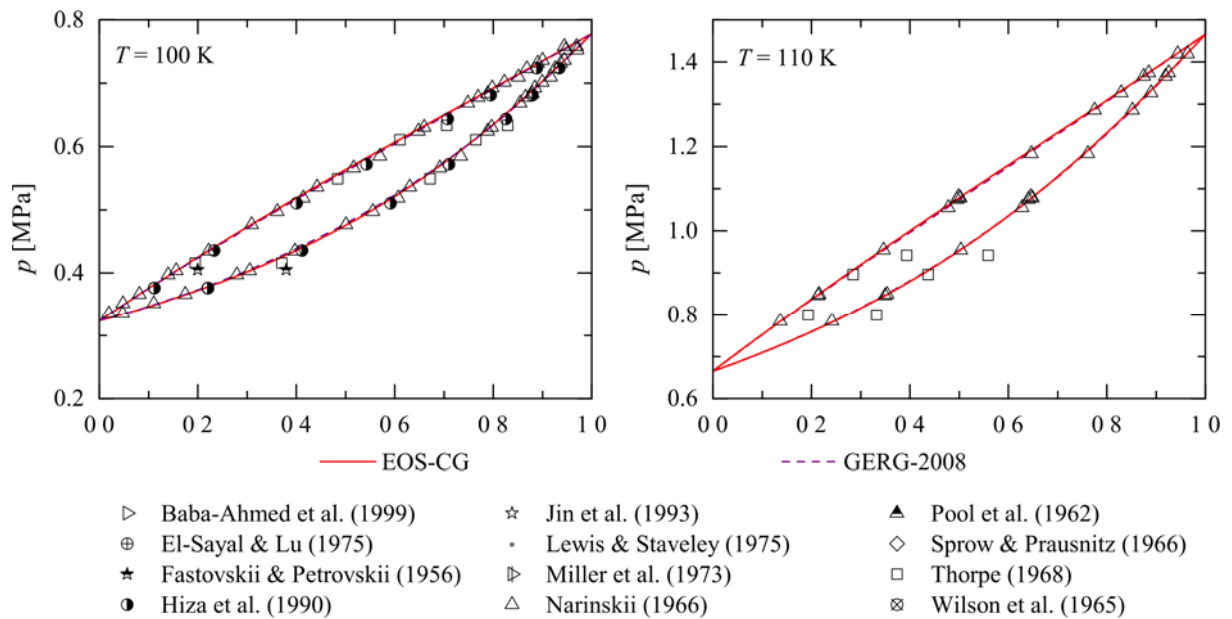 T = 100 K
p [MPa]
0.8
0.6
0.4
0.2
0 0 0 2 0 4 0 6 0 8 1 0
T = 110 K
p [MPa]
1.4
1.2
1.0
0.8
0.6
0 0 0 2 0 4 0 6 0 8 1 0
EOS-CG GERG-2008
Baba-Ahmed et al. (1999) Jin et al. (1993) Pool et al. (1962)
El-Sayal & Lu (1975) Lewis & Staveley (1975) Sprow & Prausnitz (1966)
Fastovskii & Petrovskii (1956) Miller et al. (1973) Thorpe (1968)
Hiza et al. (1990) Narinskii (1966) Wilson et al. (1965)